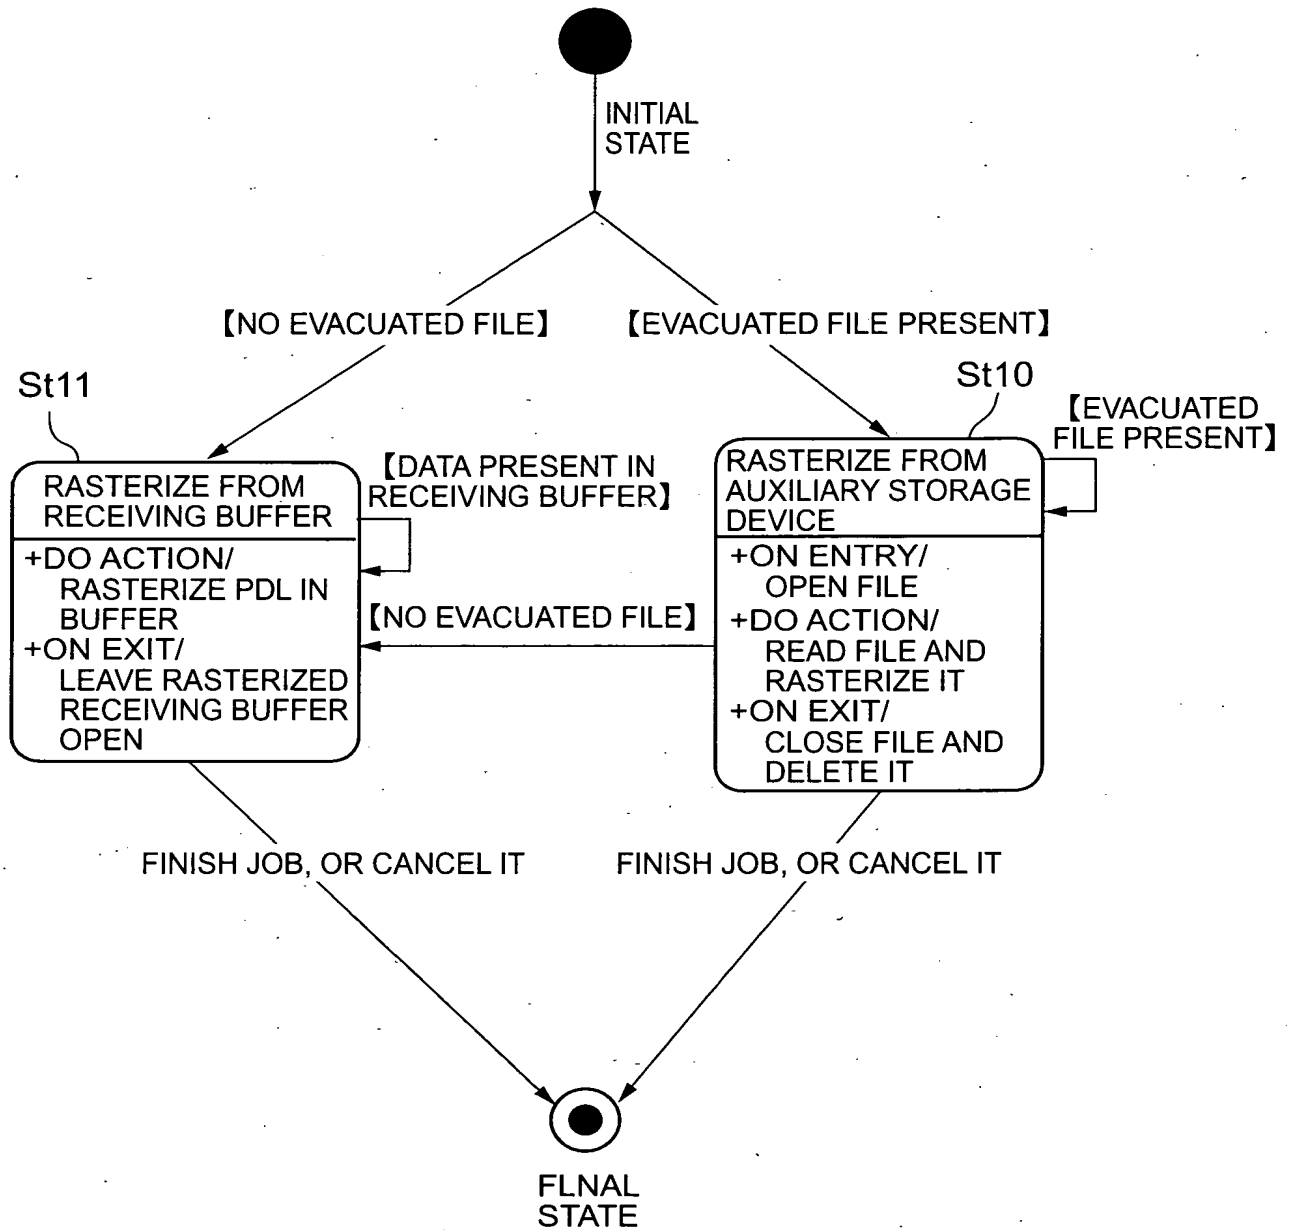 INITIAL
STATE
【NO EVACUATED FILE】
【EVACUATED FILE PRESENT】
St11
St10
【EVACUATED
FILE PRESENT】
RASTERIZE FROM
RECEIVING BUFFER
+DO ACTION/
RASTERIZE PDL IN
BUFFER
+ON EXIT/
LEAVE RASTERIZED
RECEIVING BUFFER
OPEN
【DATA PRESENT IN
RECEIVING BUFFER】
【NO EVACUATED FILE】
RASTERIZE FROM
AUXILIARY STORAGE
DEVICE
+ON ENTRY/
OPEN FILE
+DO ACTION/
READ FILE AND
RASTERIZE IT
+ON EXIT/
CLOSE FILE AND
DELETE IT
FINISH JOB, OR CANCEL IT
FINISH JOB, OR CANCEL IT
FLNAL
STATE